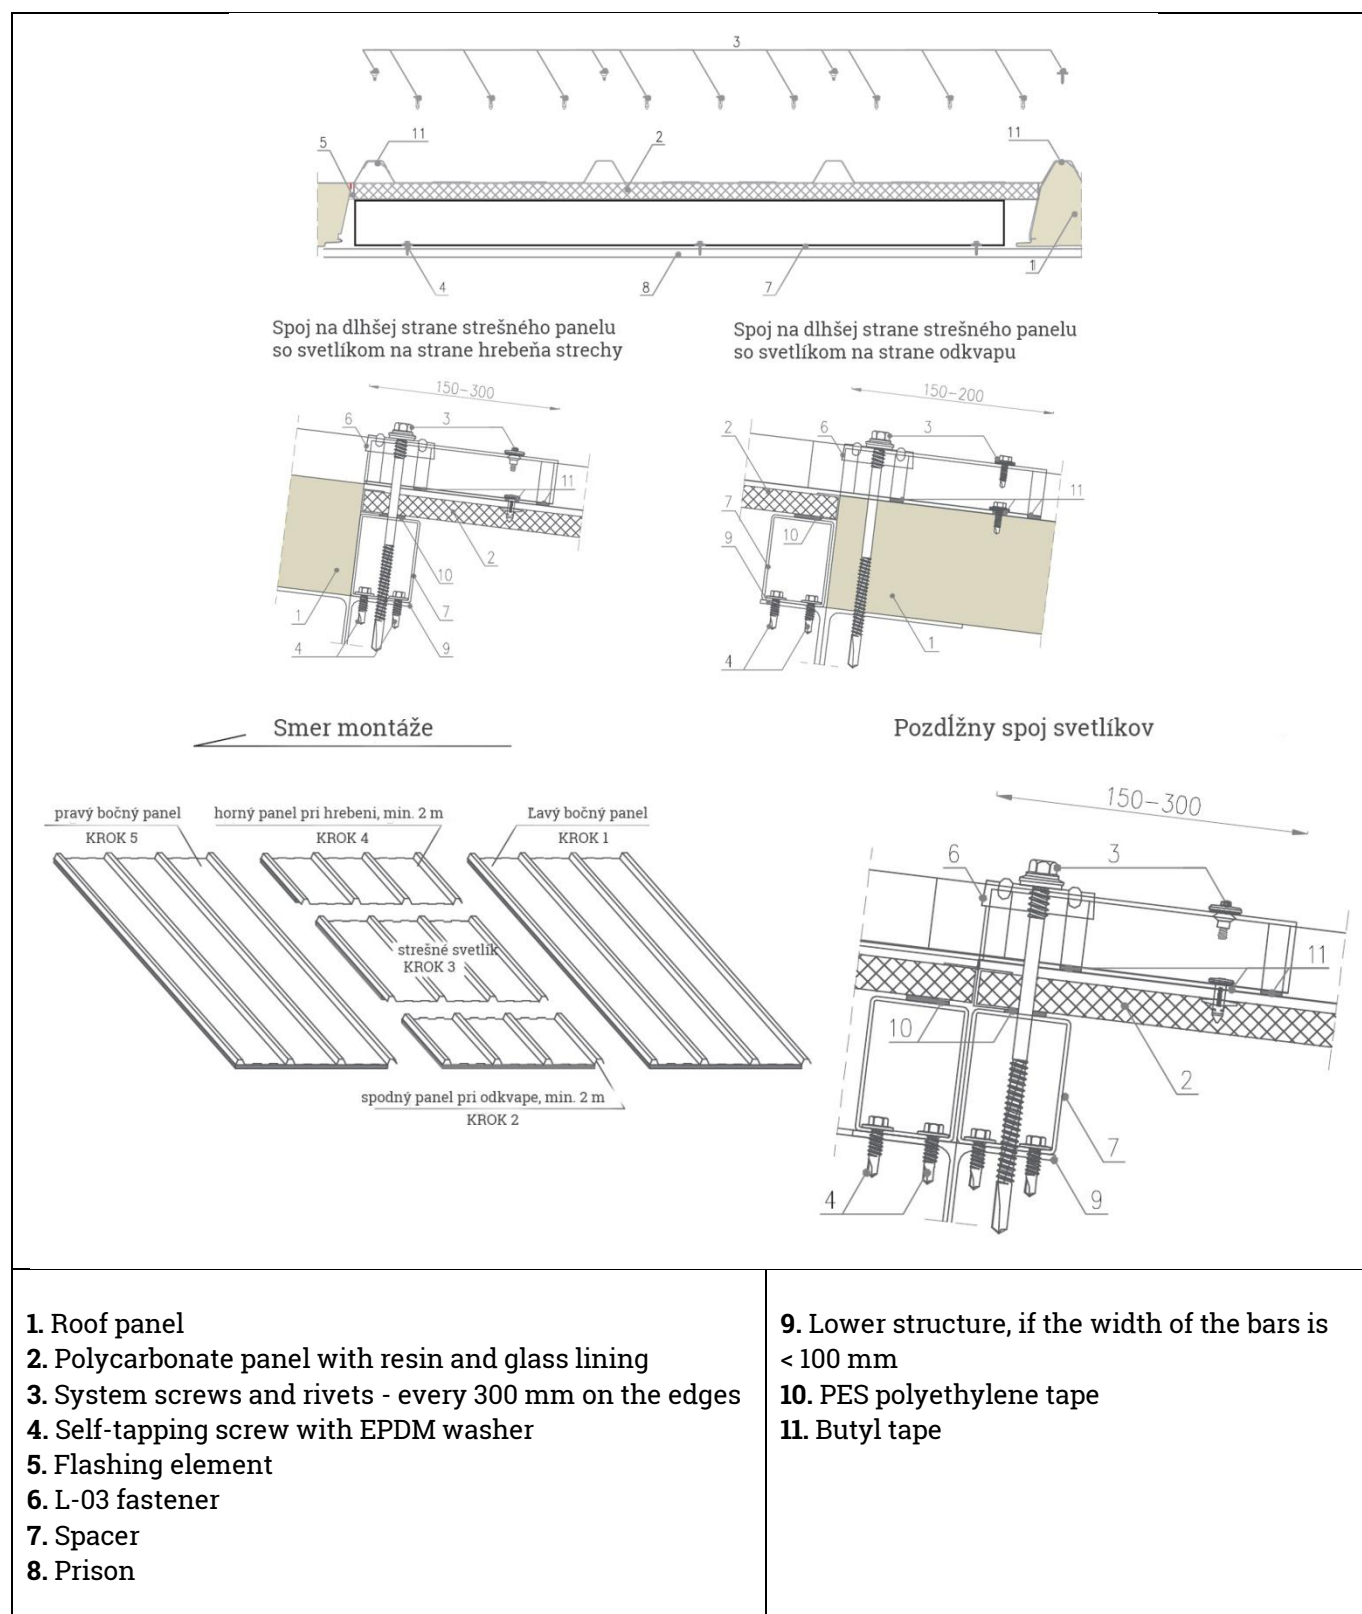 3
5
11
2
11
4
8
7
1
Spoj na dlhšej strane strešného panelu
so svetlíkom na strane hrebeňa strechy
Spoj na dlhšej strane strešného panelu
so svetlíkom na strane odkvapu
150-300
6
3
11
2
10
1
7
4
9
150-200
2
6
3
7
11
9
10
1
4
Smer montáže
Pozdĺžny spoj svetlíkov
pravý bočný panel
KROK 5
horný panel pri hrebeni, min. 2 m
KROK 4
Ľavý bočný panel
KROK 1
strešné svetlík
KROK 3
spodný panel pri odkvape, min. 2 m
KROK 2
150-300
6
3
11
10
2
7
4
9
1. Roof panel
2. Polycarbonate panel with resin and glass lining
3. System screws and rivets - every 300 mm on the edges
4. Self-tapping screw with EPDM washer
5. Flashing element
6. L-03 fastener
7. Spacer
8. Prison
9. Lower structure, if the width of the bars is
< 100 mm
10. PES polyethylene tape
11. Butyl tape